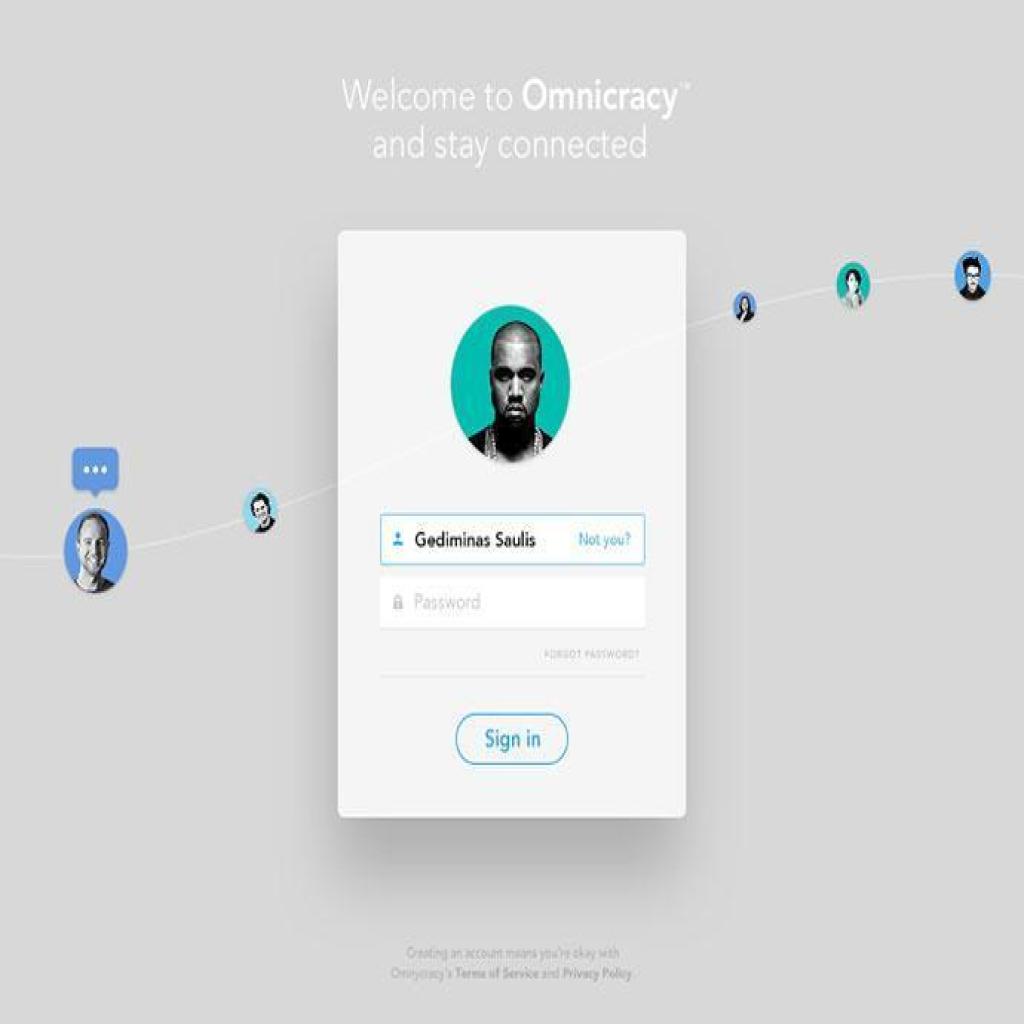 Welcome to Omnicracy™
and stay connected
Gediminas Saulis Not you?
Password
FORGOT PASSWORD?
Sign in
Creating an account means you're okay with
Omnycracy's Terms of Service and Privacy Policy